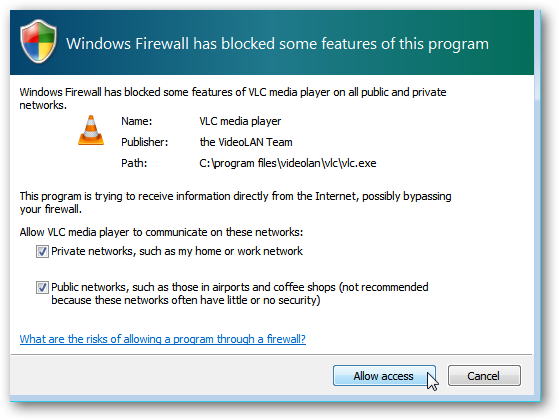 Windows Firewall has blocked some features of this program
Windows Firewall has blocked some features of VLC media player on all public and private
networks.
Name: VLC media player
Publisher: the VideoLAN Team
Path: C:\program files\videolan\vlc\vlc.exe
This program is trying to receive information directly from the Internet, possibly bypassing
your firewall.
Allow VLC media player to communicate on these networks:
Private networks, such as my home or work network
Public networks, such as those in airports and coffee shops (not recommended
because these networks often have little or no security)
What are the risks of allowing a program through a firewall?
Allow access Cancel